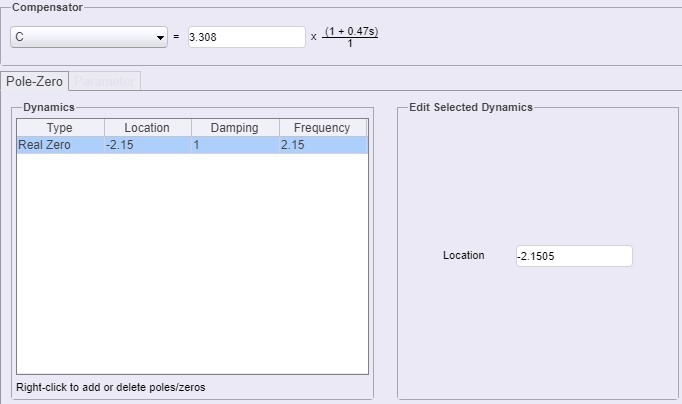 Compensator
C = 3.308 x (1 + 0.47s)
1
Pole-Zero Parameter
Dynamics
Type Location Damping Frequency
Real Zero -2.15 1 2.15
Right-click to add or delete poles/zeros
Edit Selected Dynamics
Location -2.1505